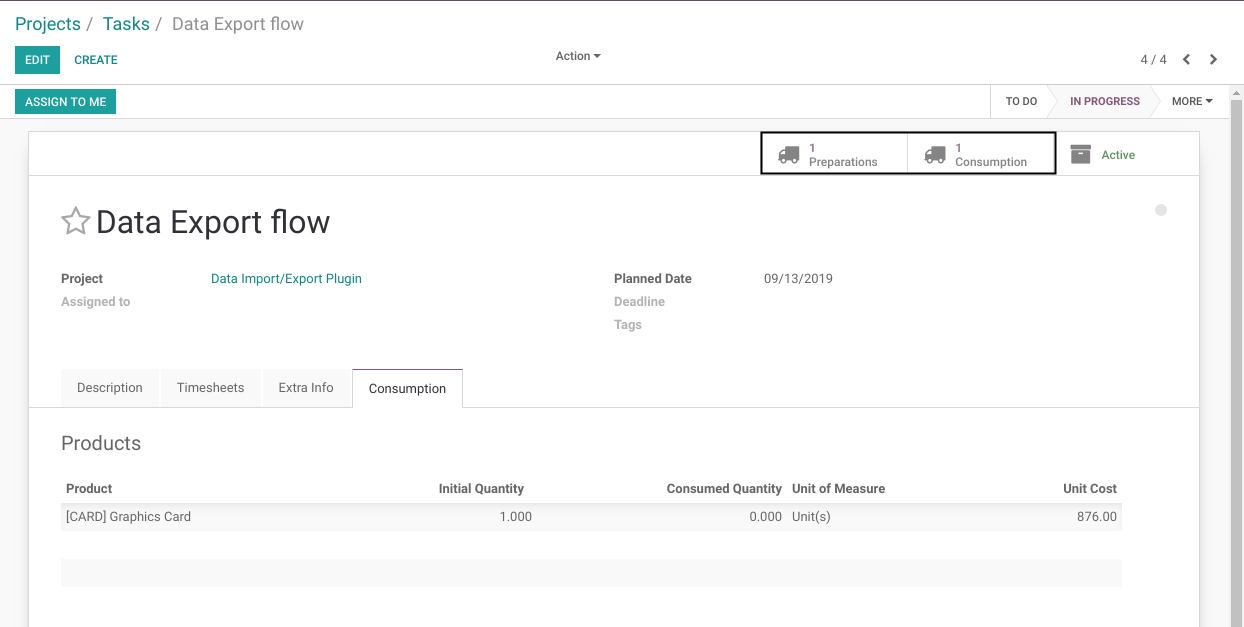 Projects / Tasks / Data Export flow
EDIT CREATE Action 4 / 4
ASSIGN TO ME TO DO IN PROGRESS MORE
1 Preparations 1 Consumption Active
Data Export flow
Project Data Import/Export Plugin Planned Date 09/13/2019
Assigned to Deadline
Tags
Description Timesheets Extra Info Consumption
Products
Product Initial Quantity Consumed Quantity Unit of Measure Unit Cost
[CARD] Graphics Card 1.000 0.000 Unit(s) 876.00